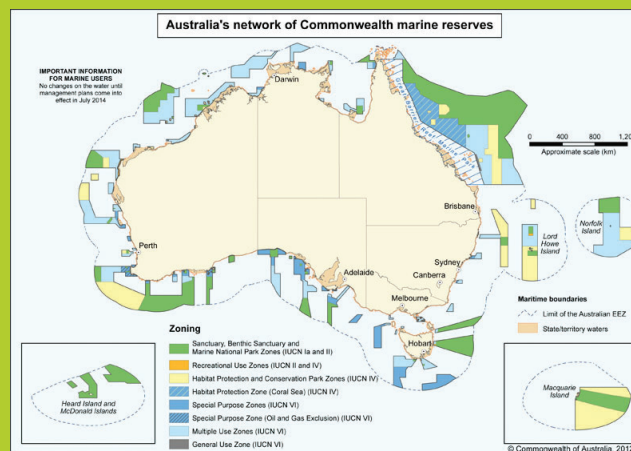 Australia's network of Commonwealth marine reserves
IMPORTANT INFORMATION
FOR MARINE USERS
No changes on the water until
management plans come into
effect in July 2014
Darwin
Great Barrier Reef Marine Park
0 400 800 1,20
Approximate scale (km)
Brisbane
Norfolk
Island
Lord
Howe
Island
Perth
Sydney
Adelaide
Canberra
Melbourne
Hobart
Maritime boundaries
Limit of the Australian EEZ
State/territory waters
Zoning
Sanctuary, Benthic Sanctuary and
Marine National Park Zones (IUCN Ia and II)
Recreational Use Zones (IUCN II and IV)
Habitat Protection and Conservation Park Zones (IUCN IV)
Habitat Protection Zone (Coral Sea) (IUCN IV)
Special Purpose Zones (IUCN VI)
Special Purpose Zone (Oil and Gas Exclusion) (IUCN VI)
Multiple Use Zones (IUCN VI)
General Use Zone (IUCN VI)
Heard Island and
McDonald Islands
Macquarie
Island
© Commonwealth of Australia, 2012